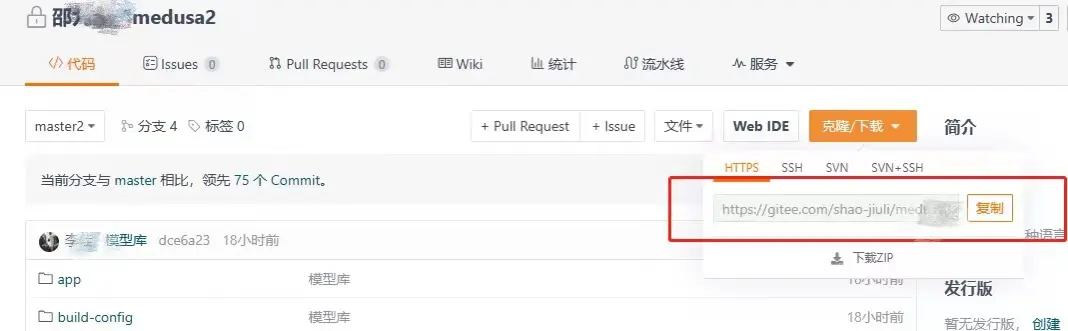 邵 medusa2
Watching 3
代码 Issues 0 Pull Requests 0 Wiki 统计 流水线 服务
master2 分支 4 标签 0 + Pull Request + Issue 文件 Web IDE 克隆/下载 简介
HTTPS SSH SVN SVN+SSH
当前分支与 master 相比，领先 75 个 Commit。
https://gitee.com/shao-jiuli/med 复制
种语言
李 模型库 dce6a23 18小时前
下载ZIP
app 模型库 18小时前
发行版
build-config 模型库 18小时前
暂无发行版，创建